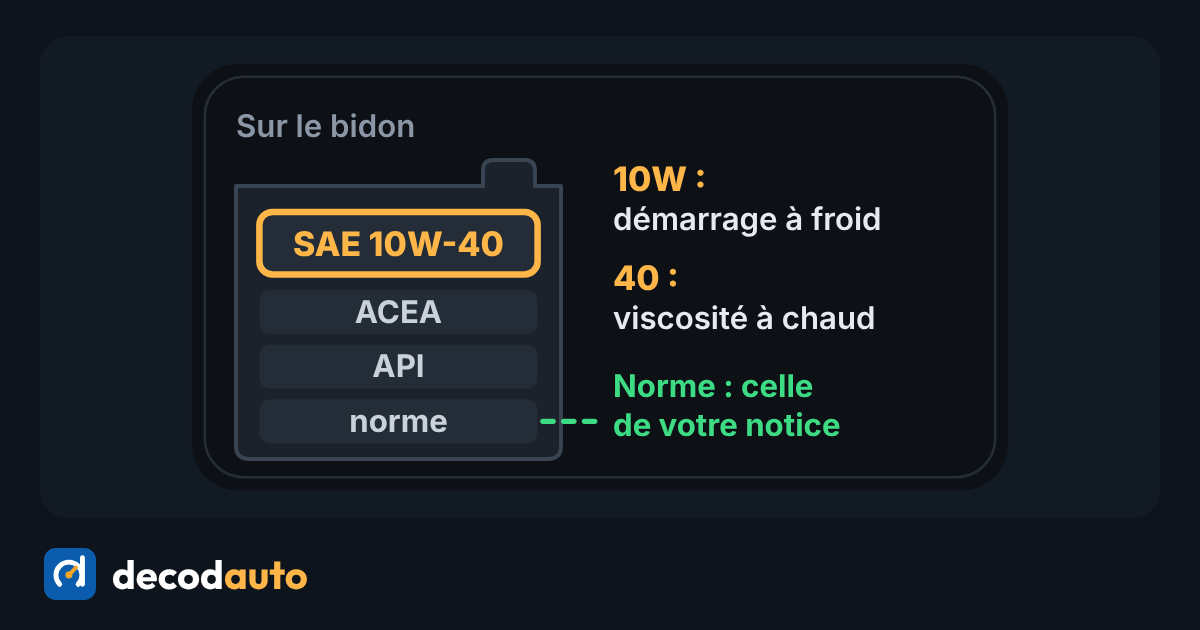 Sur le bidon
SAE 10W-40
ACEA
API
norme
10W :
démarrage à froid
40 :
viscosité à chaud
Norme : celle
de votre notice
decodauto